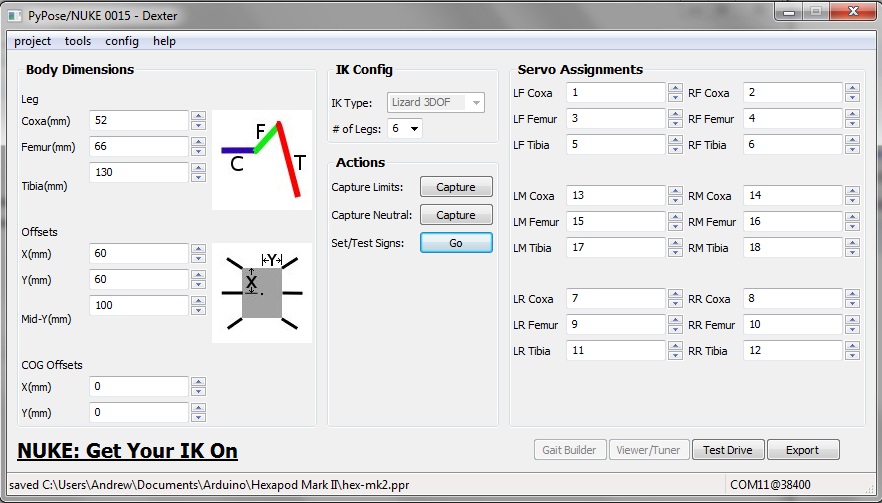 PyPose/NUKE 0015 - Dexter
project tools config help
Body Dimensions
Leg
Coxa(mm) 52
Femur(mm) 66
Tibia(mm) 130
C F T
Offsets
X(mm) 60
Y(mm) 60
Mid-Y(mm) 100
Y
X
COG Offsets
X(mm) 0
Y(mm) 0
IK Config
IK Type: Lizard 3DOF
# of Legs: 6
Actions
Capture Limits: Capture
Capture Neutral: Capture
Set/Test Signs: Go
Servo Assignments
LF Coxa 1 RF Coxa 2
LF Femur 3 RF Femur 4
LF Tibia 5 RF Tibia 6
LM Coxa 13 RM Coxa 14
LM Femur 15 RM Femur 16
LM Tibia 17 RM Tibia 18
LR Coxa 7 RR Coxa 8
LR Femur 9 RR Femur 10
LR Tibia 11 RR Tibia 12
NUKE: Get Your IK On
Gait Builder Viewer/Tuner Test Drive Export
saved C:\Users\Andrew\Documents\Arduino\Hexapod Mark II\hex-mk2.ppr COM11@38400